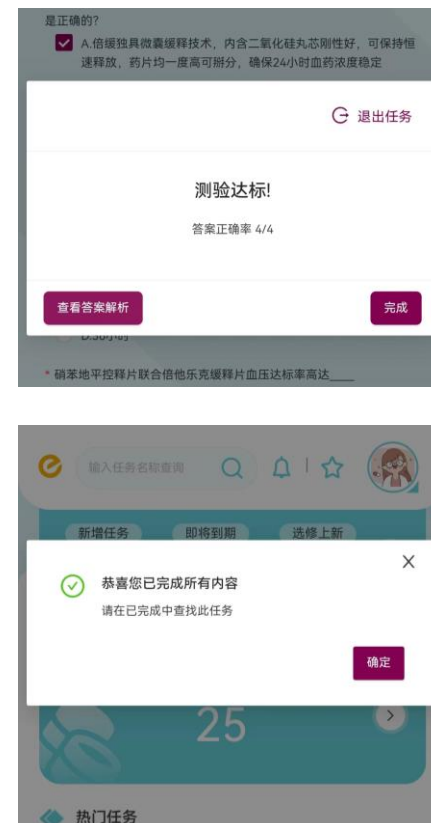 是正确的?
A.倍缓独具微囊缓释技术，内含二氧化硅丸芯刚性好，可保持恒
速释放，药片均一度高可掰分，确保24小时血药浓度稳定
退出任务
测验达标!
答案正确率 4/4
查看答案解析
完成
D.36小时
* 硝苯地平控释片联合倍他乐克缓释片血压达标率高达____
输入任务名称查询
新增任务
即将到期
选修上新
恭喜您已完成所有内容
请在已完成中查找此任务
确定
25
热门任务